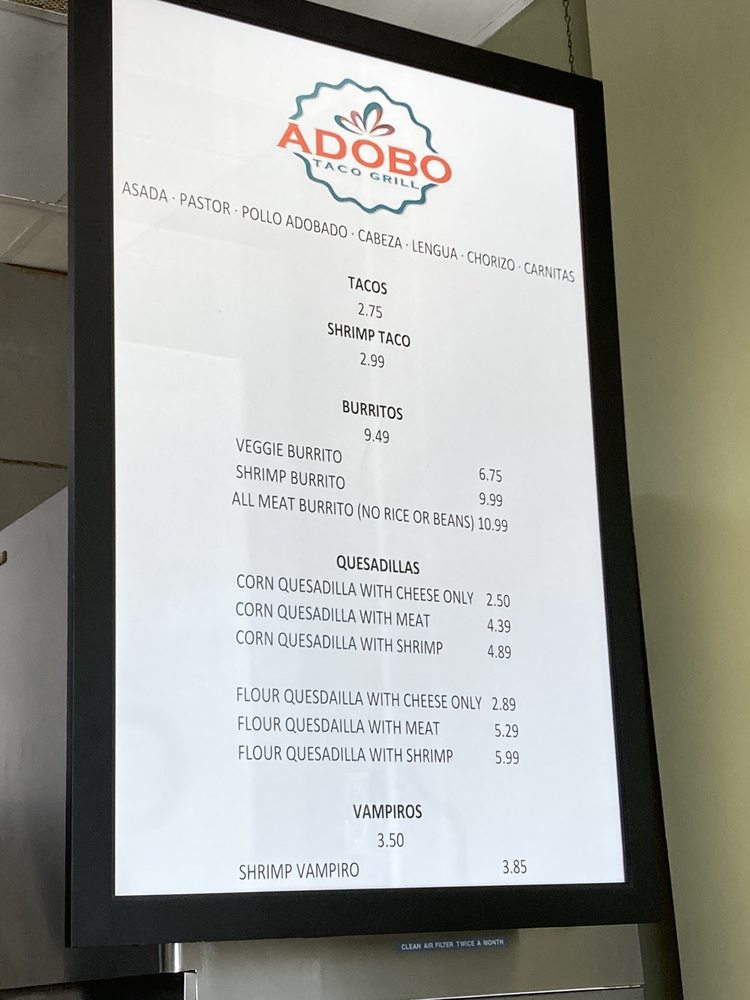 ADOBO
TACO GRILL
ASADA · PASTOR · POLLO ADOBADO · CABEZA · LENGUA · CHORIZO · CARNITAS
TACOS
2.75
SHRIMP TACO
2.99
BURRITOS
9.49
VEGGIE BURRITO 6.75
SHRIMP BURRITO 9.99
ALL MEAT BURRITO (NO RICE OR BEANS) 10.99
QUESADILLAS
CORN QUESADILLA WITH CHEESE ONLY 2.50
CORN QUESADILLA WITH MEAT 4.39
CORN QUESADILLA WITH SHRIMP 4.89
FLOUR QUESDAILLA WITH CHEESE ONLY 2.89
FLOUR QUESDAILLA WITH MEAT 5.29
FLOUR QUESADILLA WITH SHRIMP 5.99
VAMPIROS
3.50
SHRIMP VAMPIRO 3.85
CLEAN AIR FILTER TWICE A MONTH